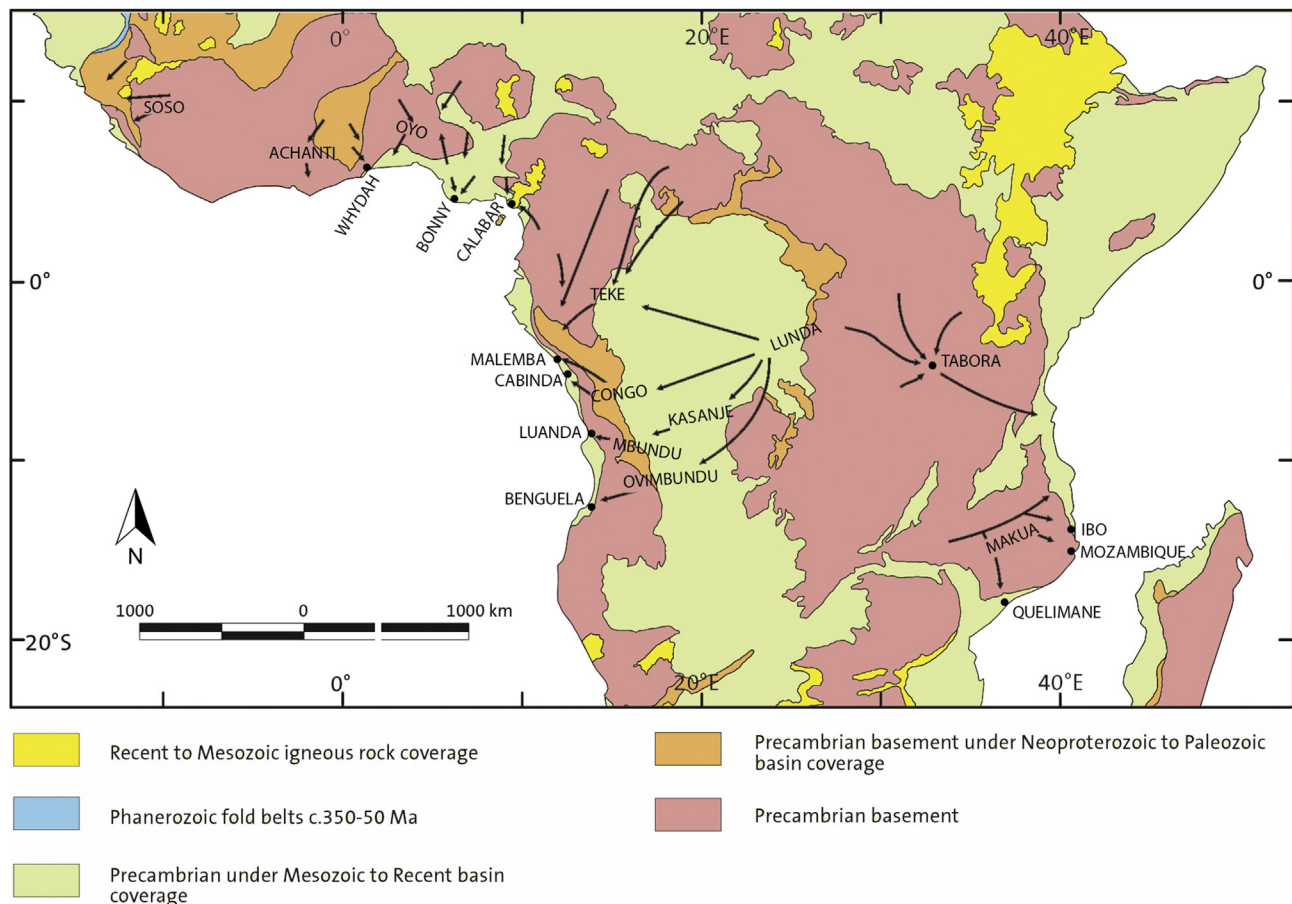 0°
20°E
40°E
SOSO
OYO
ACHANTI
WHYDAH
BONNY
CALABAR
0°
0°
TEKE
LUNDA
MALEMBA
TABORA
CABINDA
CONGO
KASANJE
LUANDA
MBUNDU
OVIMBUNDU
BENGUELA
IBO
MAKUA
MOZAMBIQUE
N
1000
0
1000 km
QUELIMANE
20°S
0°
20°E
40°E
Recent to Mesozoic igneous rock coverage
Phanerozoic fold belts c.350-50 Ma
Precambrian under Mesozoic to Recent basin
coverage
Precambrian basement under Neoproterozoic to Paleozoic
basin coverage
Precambrian basement